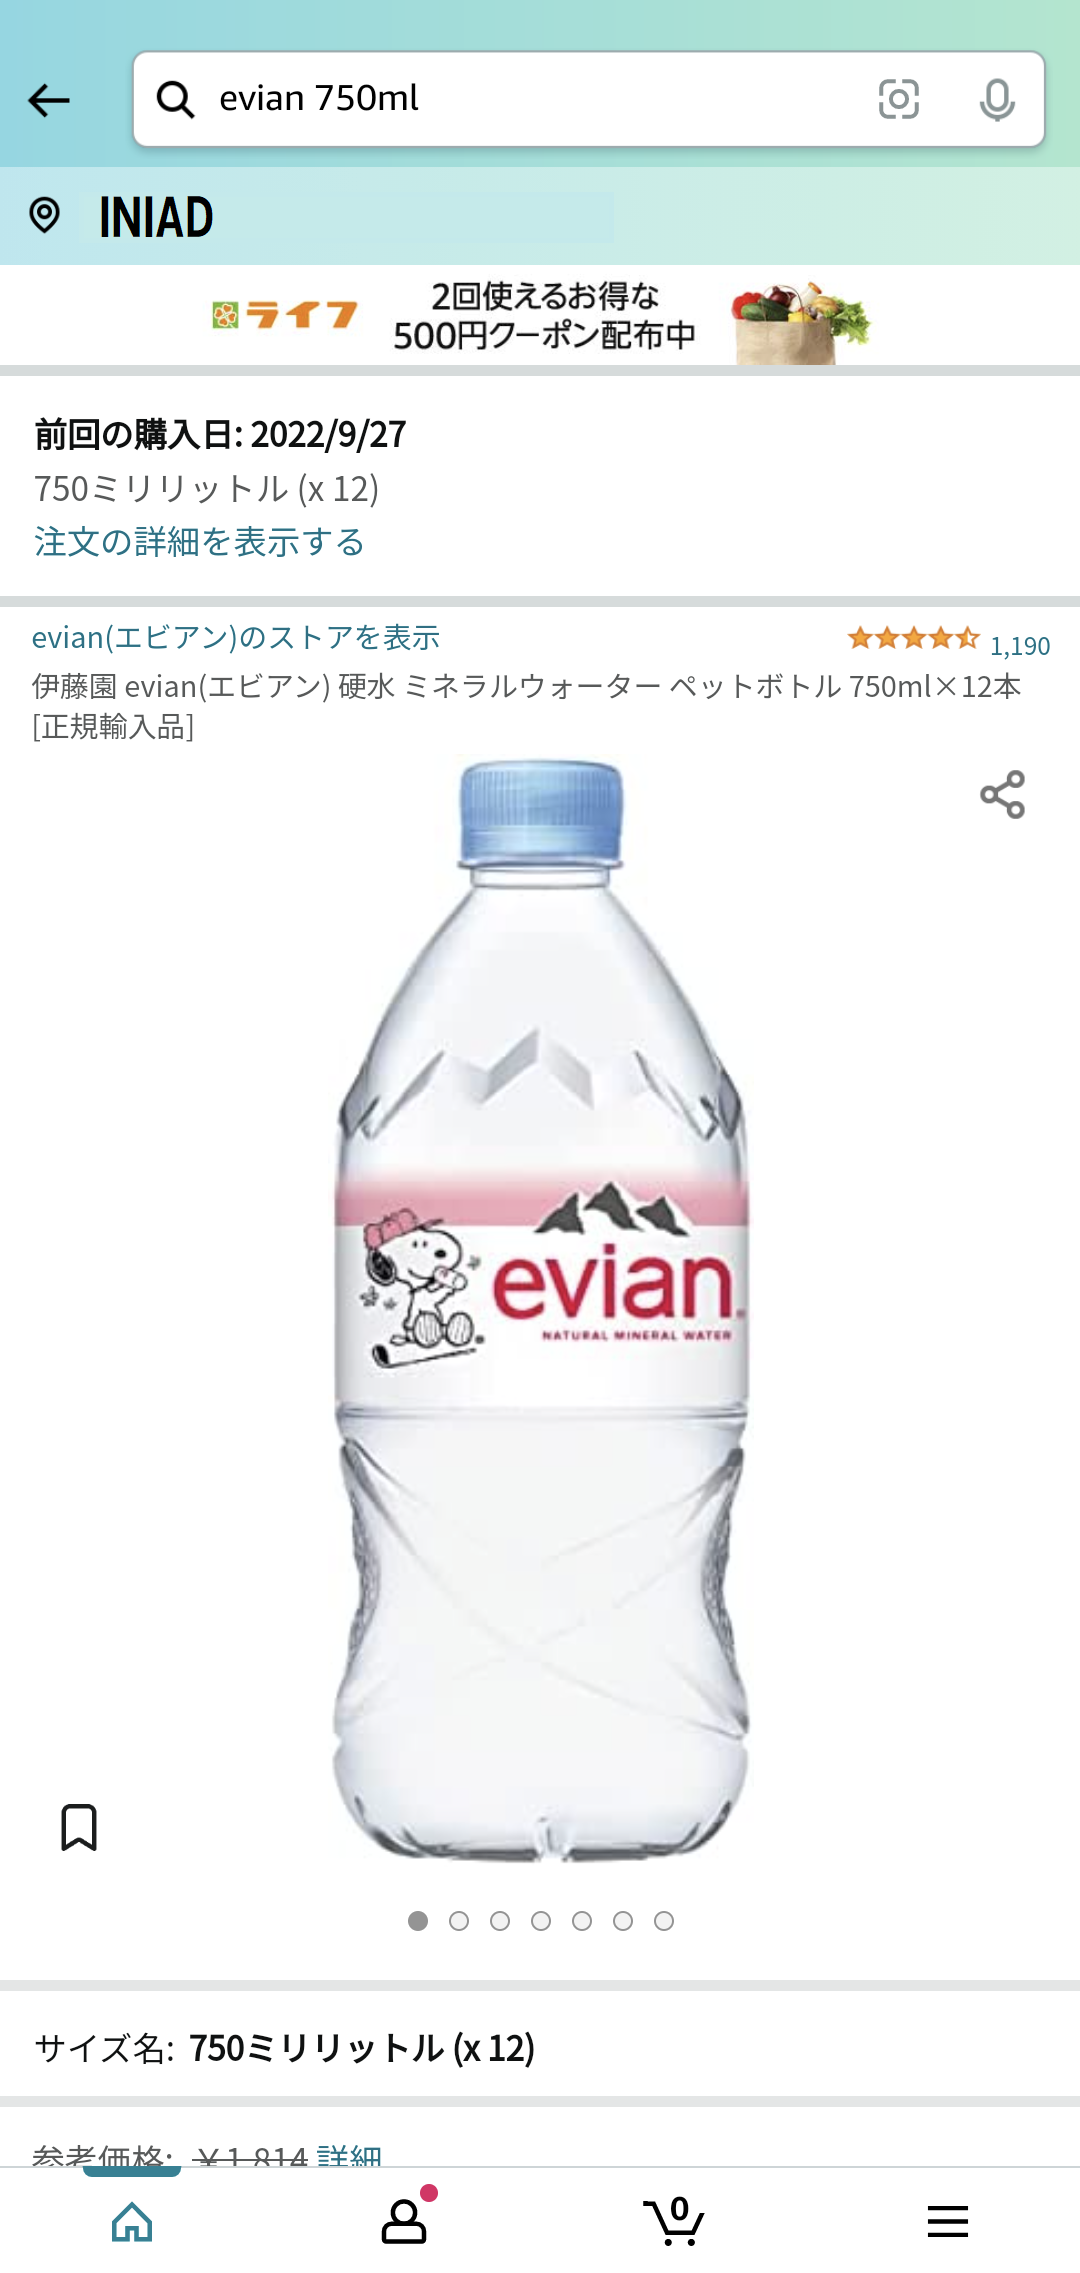 evian 750ml
INIAD
ライフ
2回使えるお得な
500円クーポン配布中
前回の購入日: 2022/9/27
750ミリリットル (x 12)
注文の詳細を表示する
evian(エビアン)のストアを表示
1,190
伊藤園 evian(エビアン) 硬水 ミネラルウォーター ペットボトル 750ml×12本
[正規輸入品]
evian.
NATURAL MINERAL WATER
サイズ名: 750ミリリットル (x 12)
参考価格: ￥1,814 詳細
0